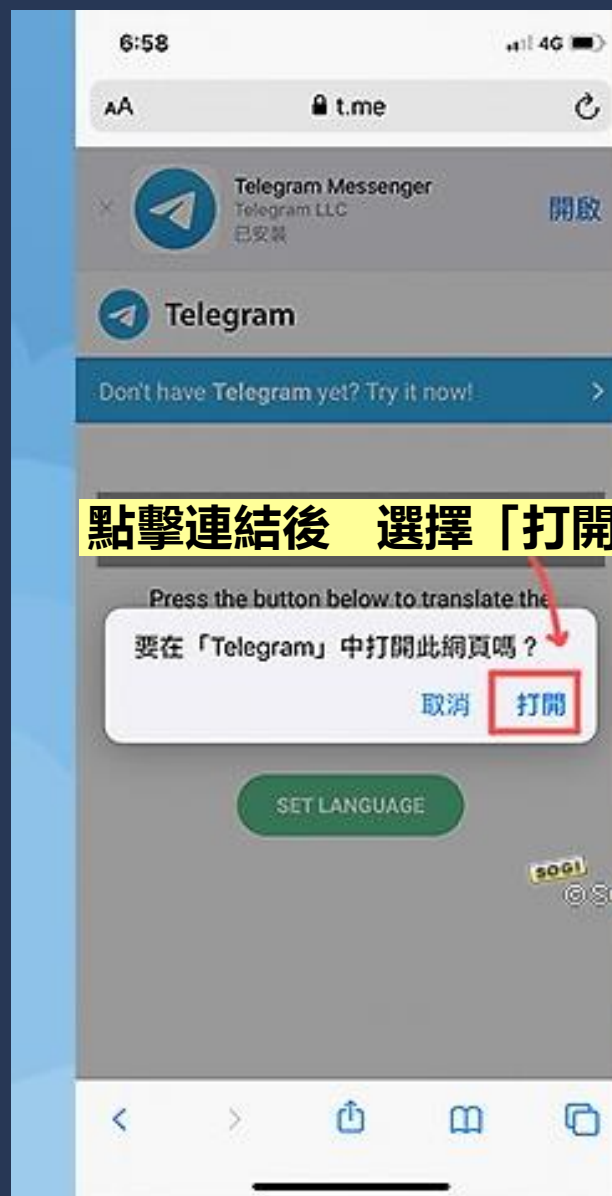 6:58
4G
AA
t.me
Telegram Messenger
Telegram LLC
已安裝
開啟
Telegram
Don't have Telegram yet? Try it now!
點擊連結後　選擇「打開
Press the button below to translate the
要在「Telegram」中打開此網頁嗎？
取消
打開
SET LANGUAGE
SOGI